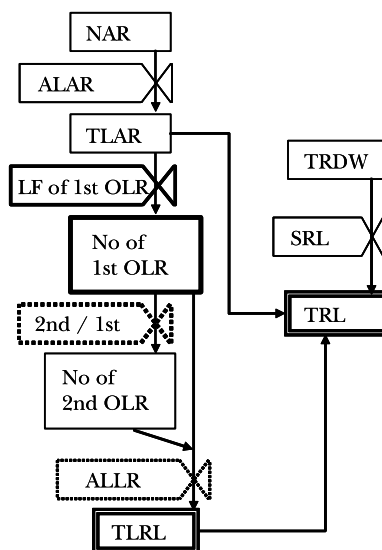 NAR
ALAR
TLAR
TRDW
LF of 1st OLR
SRL
No of
1st OLR
TRL
2nd / 1st
No of
2nd OLR
ALLR
TLRL